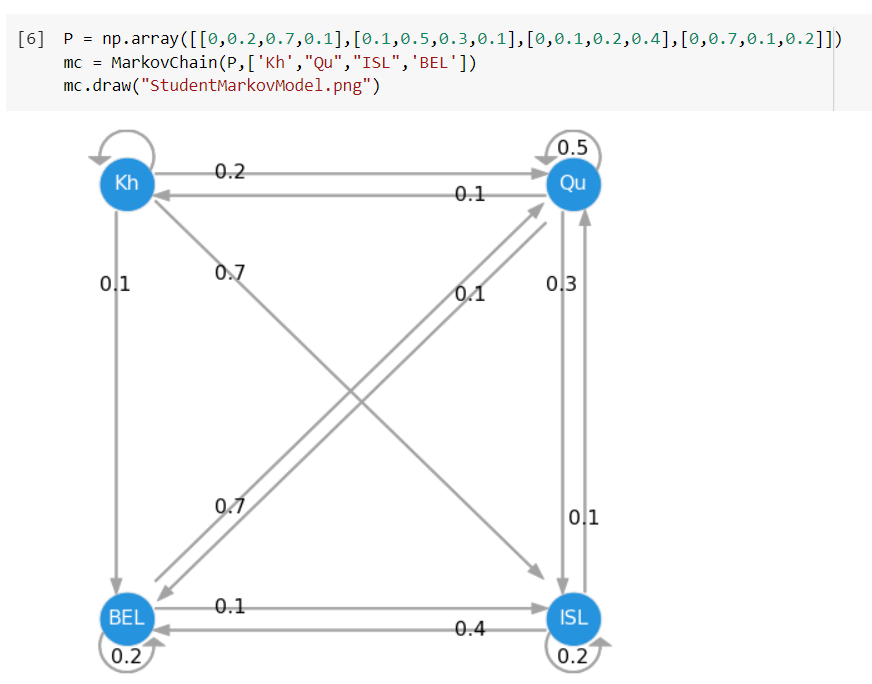 [6] P = np.array([[0,0.2,0.7,0.1],[0.1,0.5,0.3,0.1],[0,0.1,0.2,0.4],[0,0.7,0.1,0.2]])
mc = MarkovChain(P,['Kh',"Qu","ISL",'BEL'])
mc.draw("StudentMarkovModel.png")
0.5
Kh 0.2 Qu
0.1
0.7
0.1 0.3
0.1
0.7
0.1
0.1
BEL ISL
0.4
0.2 0.2